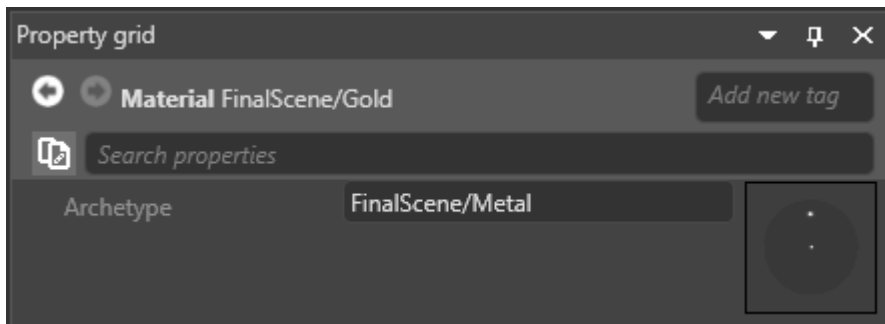 Property grid
Material FinalScene/Gold
Add new tag
Search properties
Archetype
FinalScene/Metal